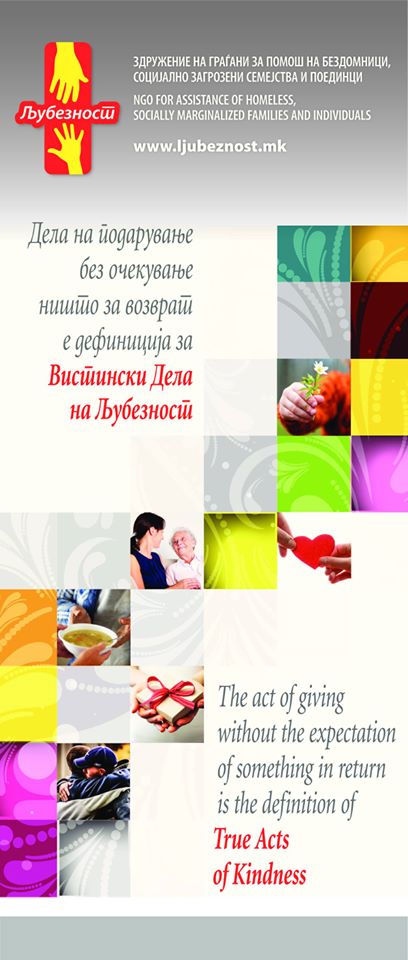 Љубезност
ЗДРУЖЕНИЕ НА ГРАЃАНИ ЗА ПОМОШ НА БЕЗДОМНИЦИ,
СОЦИЈАЛНО ЗАГРОЗЕНИ СЕМЕЈСТВА И ПОЕДИНЦИ
NGO FOR ASSISTANCE OF HOMELESS,
SOCIALLY MARGINALIZED FAMILIES AND INDIVIDUALS
www.ljubeznost.mk
Дела на подарување
без очекување
ништо за возврат
е дефиниција за
Вистински Дела
на Љубезност
The act of giving
without the expectation
of something in return
is the definition of
True Acts
of Kindness